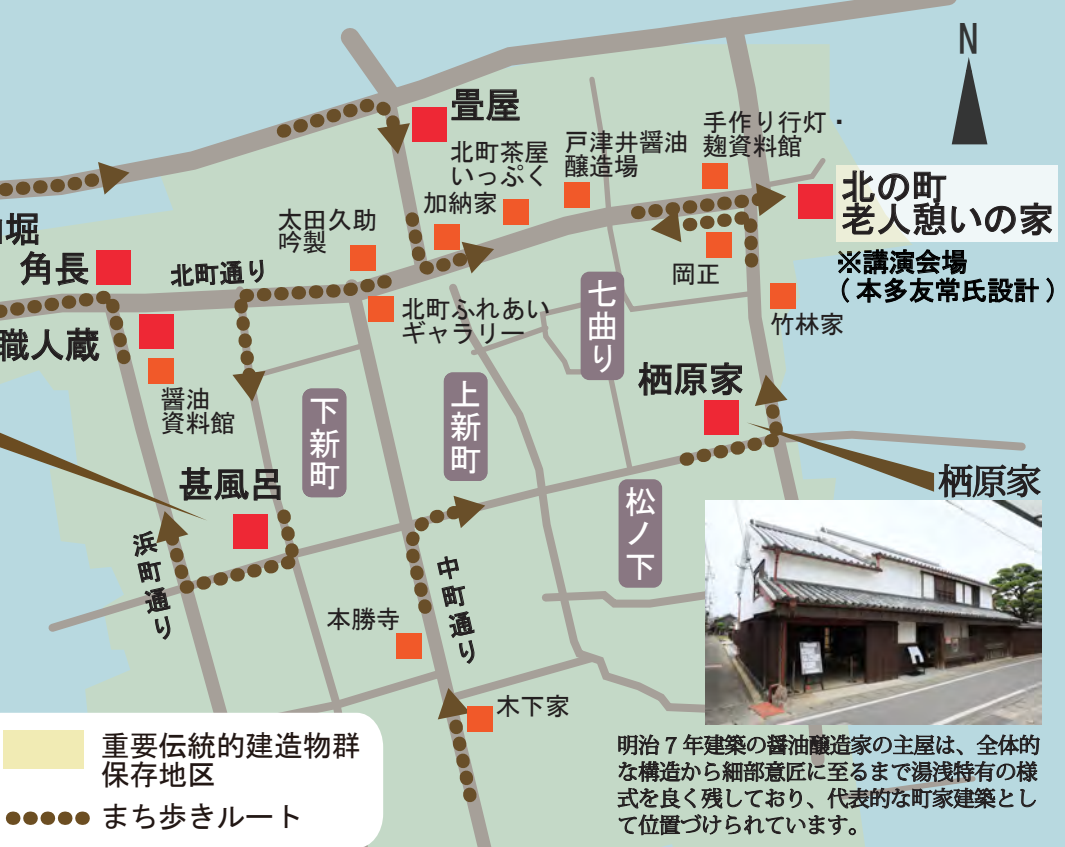 N
畳屋
北町茶屋
いっぷく
戸津井醤油
醸造場
手作り行灯・
麹資料館
北の町
老人憩いの家
※講演会場
（本多友常氏設計）
加納家
太田久助
吟製
堀
角長
北町通り
岡正
七曲り
竹林家
北町ふれあい
ギャラリー
職人蔵
醤油
資料館
栖原家
下新町
上新町
甚風呂
松ノ下
栖原家
浜町通り
中町通り
本勝寺
木下家
重要伝統的建造物群
保存地区
まち歩きルート
明治７年建築の醤油醸造家の主屋は、全体的
な構造から細部意匠に至るまで湯浅特有の様
式を良く残しており、代表的な町家建築とし
て位置づけられています。